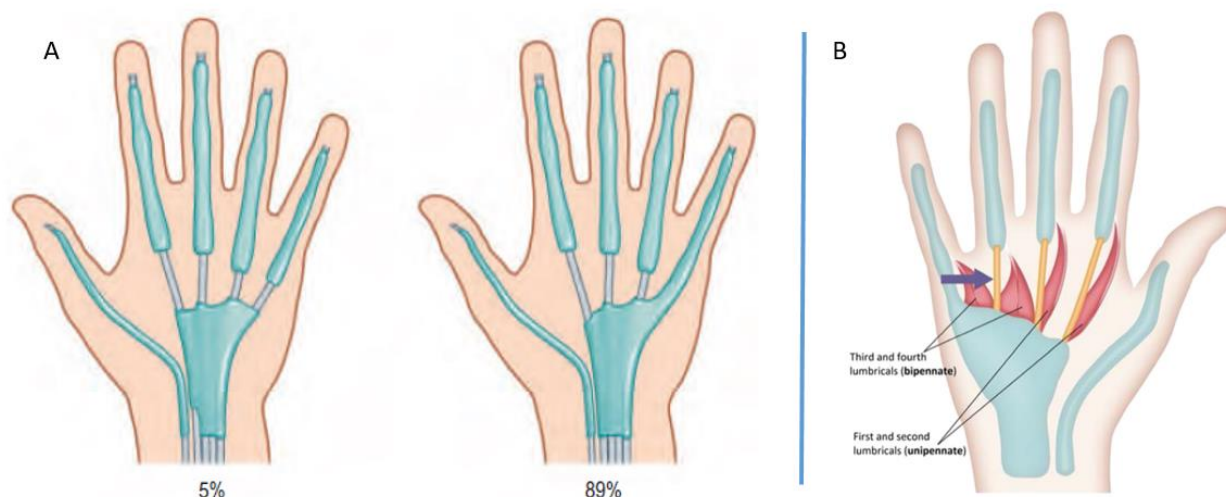 A
B
Third and fourth
lumbricals (bipennate)
First and second
lumbricals (unipennate)
5%
89%